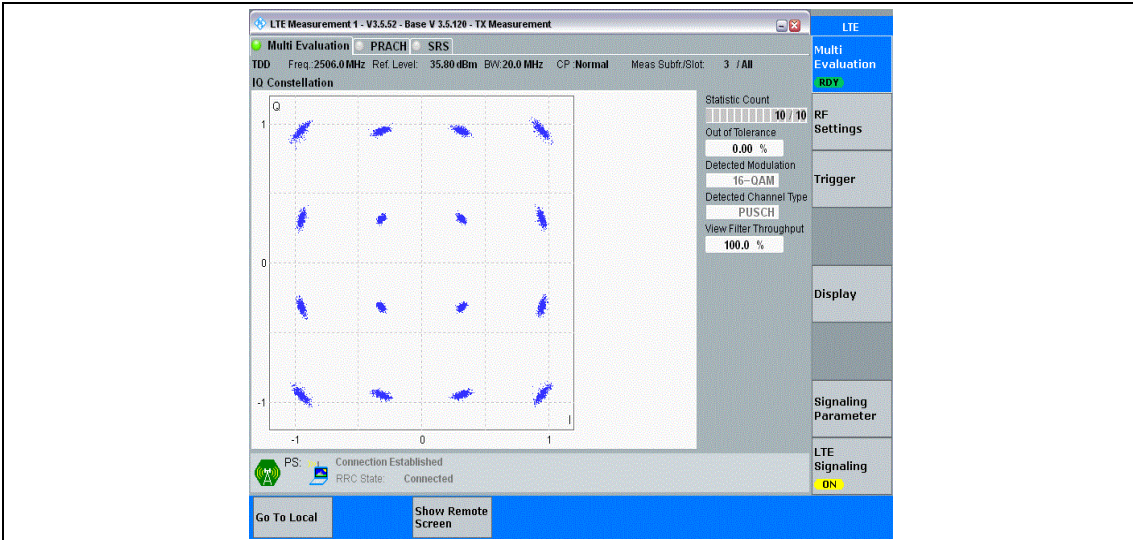 LTE Measurement 1 - V3.5.52 - Base V 3.5.120 - TX Measurement
LTE
Multi Evaluation PRACH SRS
Multi
Evaluation
RDY
TDD Freq.:2506.0 MHz Ref. Level: 35.80 dBm BW:20.0 MHz CP :Normal Meas Subfr./Slot: 3 / All
IQ Constellation
Q
1
0
-1
-1 0 1
I
Statistic Count
10 / 10
Out of Tolerance
0.00 %
Detected Modulation
16-QAM
Detected Channel Type
PUSCH
View Filter Throughput
100.0 %
RF
Settings
Trigger
Display
Signaling
Parameter
LTE
Signaling
ON
PS: Connection Established
RRC State: Connected
Go To Local
Show Remote
Screen